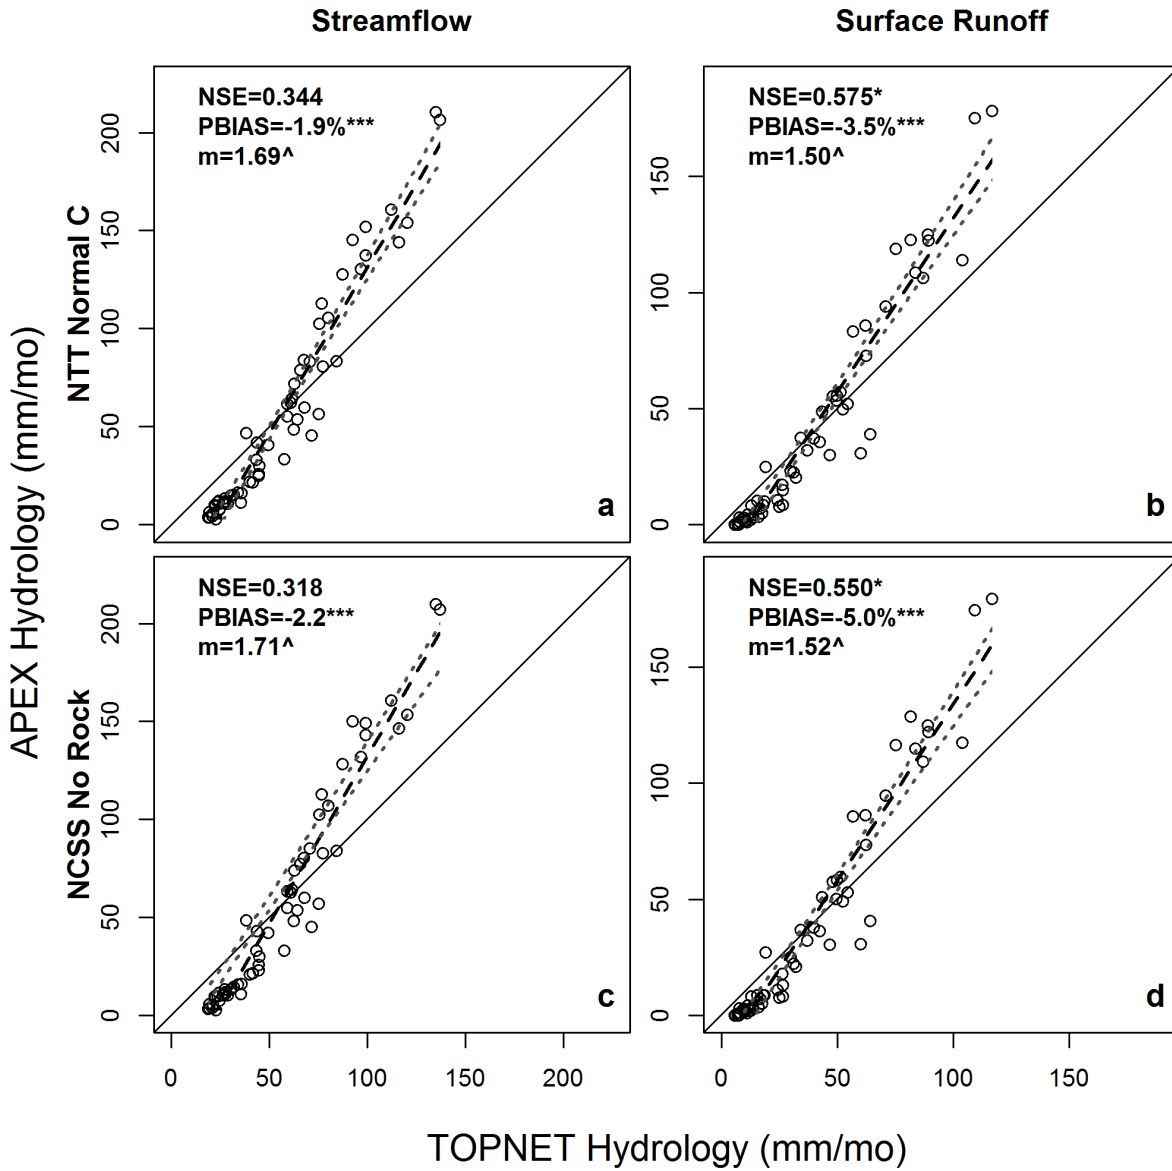 Streamflow
Surface Runoff
APEX Hydrology (mm/mo)
NTT Normal C
NSE=0.344
PBIAS=-1.9%***
m=1.69^
a
0
50
100
150
200
NSE=0.575*
PBIAS=-3.5%***
m=1.50^
b
0
50
100
150
NCSS No Rock
NSE=0.318
PBIAS=-2.2***
m=1.71^
c
0
50
100
150
200
NSE=0.550*
PBIAS=-5.0%***
m=1.52^
d
0
50
100
150
0 50 100 150 200
0 50 100 150
TOPNET Hydrology (mm/mo)